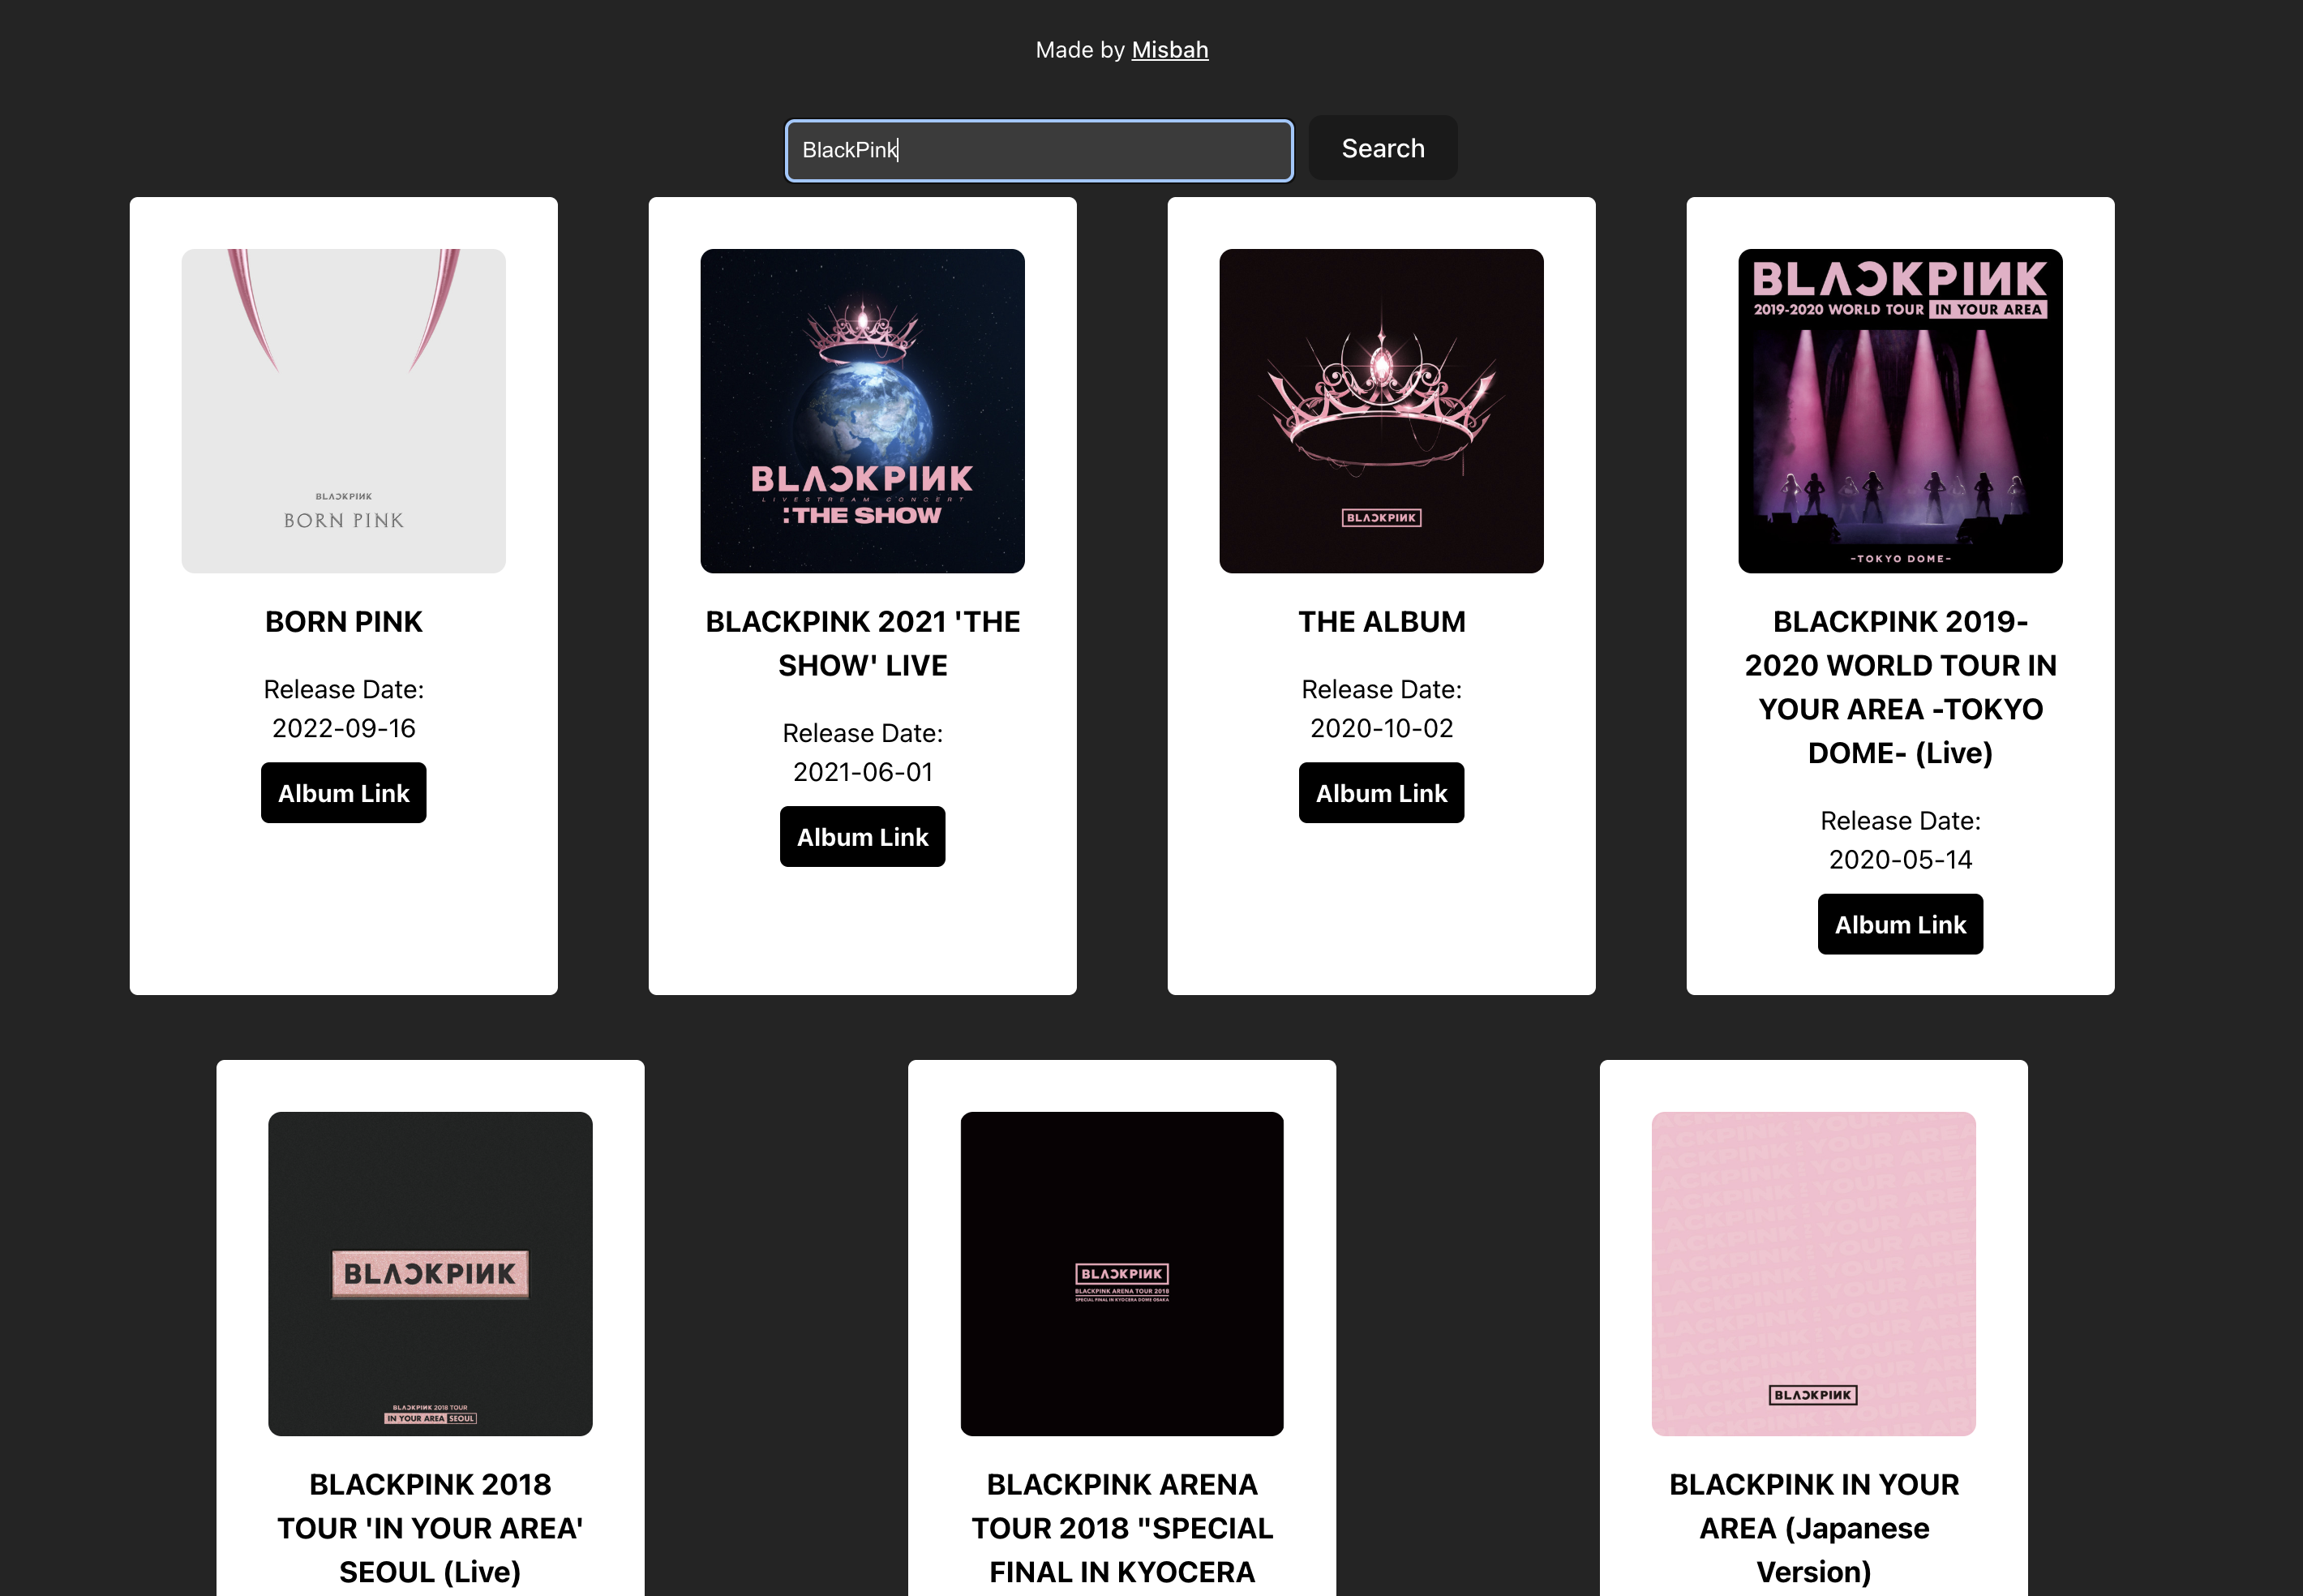 Made by Misbah
BlackPink
Search
BLACKPINK
BORN PINK
BORN PINK
Release Date:
2022-09-16
Album Link
BLACKPINK
LIVESTREAM CONCERT
:THE SHOW
BLACKPINK 2021 'THE
SHOW' LIVE
Release Date:
2021-06-01
Album Link
BLACKPINK
THE ALBUM
Release Date:
2020-10-02
Album Link
BLACKPINK
2019-2020 WORLD TOUR IN YOUR AREA
-TOKYO DOME-
BLACKPINK 2019-
2020 WORLD TOUR IN
YOUR AREA -TOKYO
DOME- (Live)
Release Date:
2020-05-14
Album Link
BLACKPINK
BLACKPINK 2018 TOUR
IN YOUR AREA SEOUL
BLACKPINK 2018
TOUR 'IN YOUR AREA'
SEOUL (Live)
BLACKPINK
BLACKPINK ARENA TOUR 2018
SPECIAL FINAL IN KYOCERA DOME OSAKA
BLACKPINK ARENA
TOUR 2018 "SPECIAL
FINAL IN KYOCERA
BLACKPINK
BLACKPINK IN YOUR
AREA (Japanese
Version)